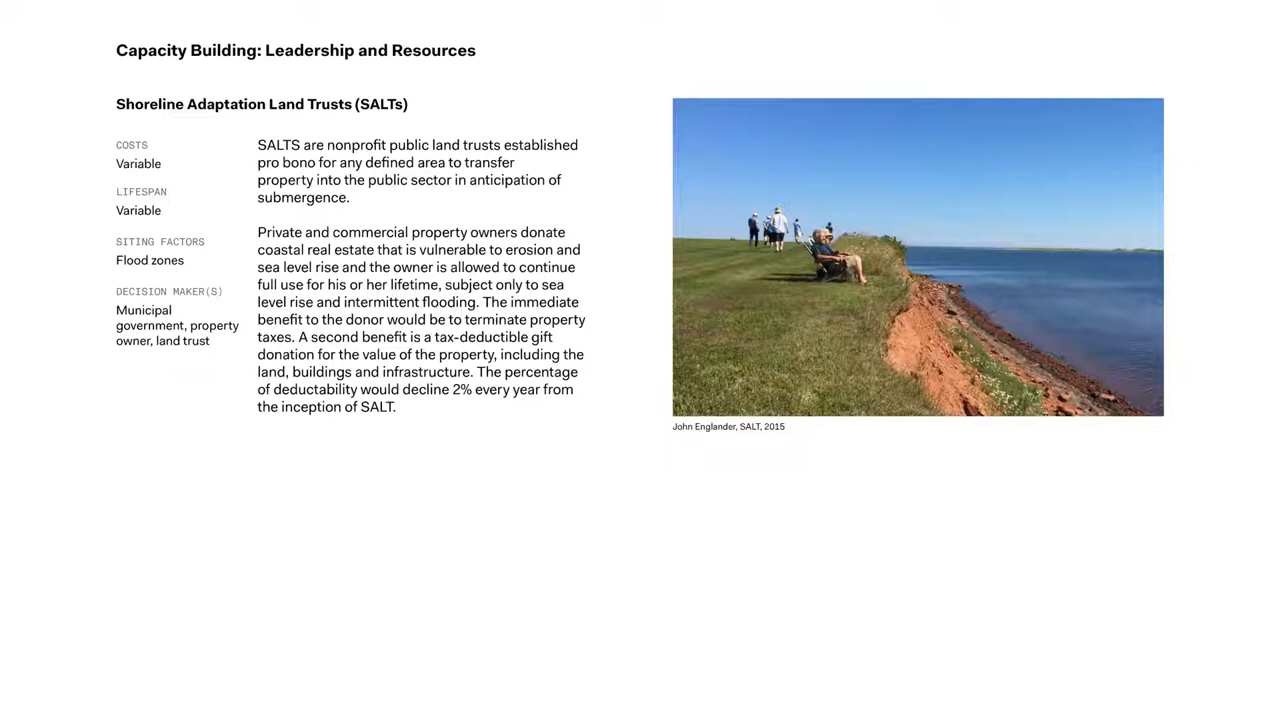 Capacity Building: Leadership and Resources
Shoreline Adaptation Land Trusts (SALTs)
COSTS
Variable
LIFESPAN
Variable
SITING FACTORS
Flood zones
DECISION MAKER(S)
Municipal
government, property
owner, land trust
SALTS are nonprofit public land trusts established
pro bono for any defined area to transfer
property into the public sector in anticipation of
submergence.
Private and commercial property owners donate
coastal real estate that is vulnerable to erosion and
sea level rise and the owner is allowed to continue
full use for his or her lifetime, subject only to sea
level rise and intermittent flooding. The immediate
benefit to the donor would be to terminate property
taxes. A second benefit is a tax-deductible gift
donation for the value of the property, including the
land, buildings and infrastructure. The percentage
of deductability would decline 2% every year from
the inception of SALT.
John Englander, SALT, 2015